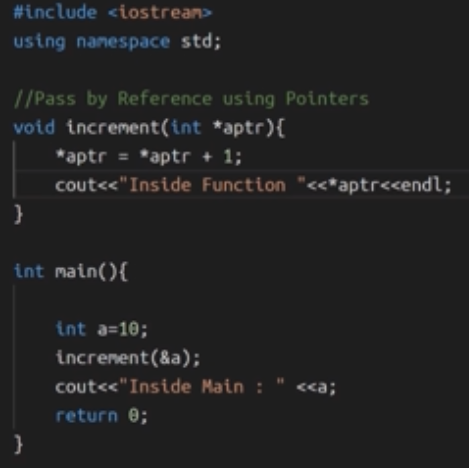 #include <iostream>
using namespace std;
//Pass by Reference using Pointers
void increment(int *aptr){
*aptr = *aptr + 1;
cout<<"Inside Function "<<*aptr<<endl;
}
int main(){
int a=10;
increment(&a);
cout<<"Inside Main : " <<a;
return 0;
}